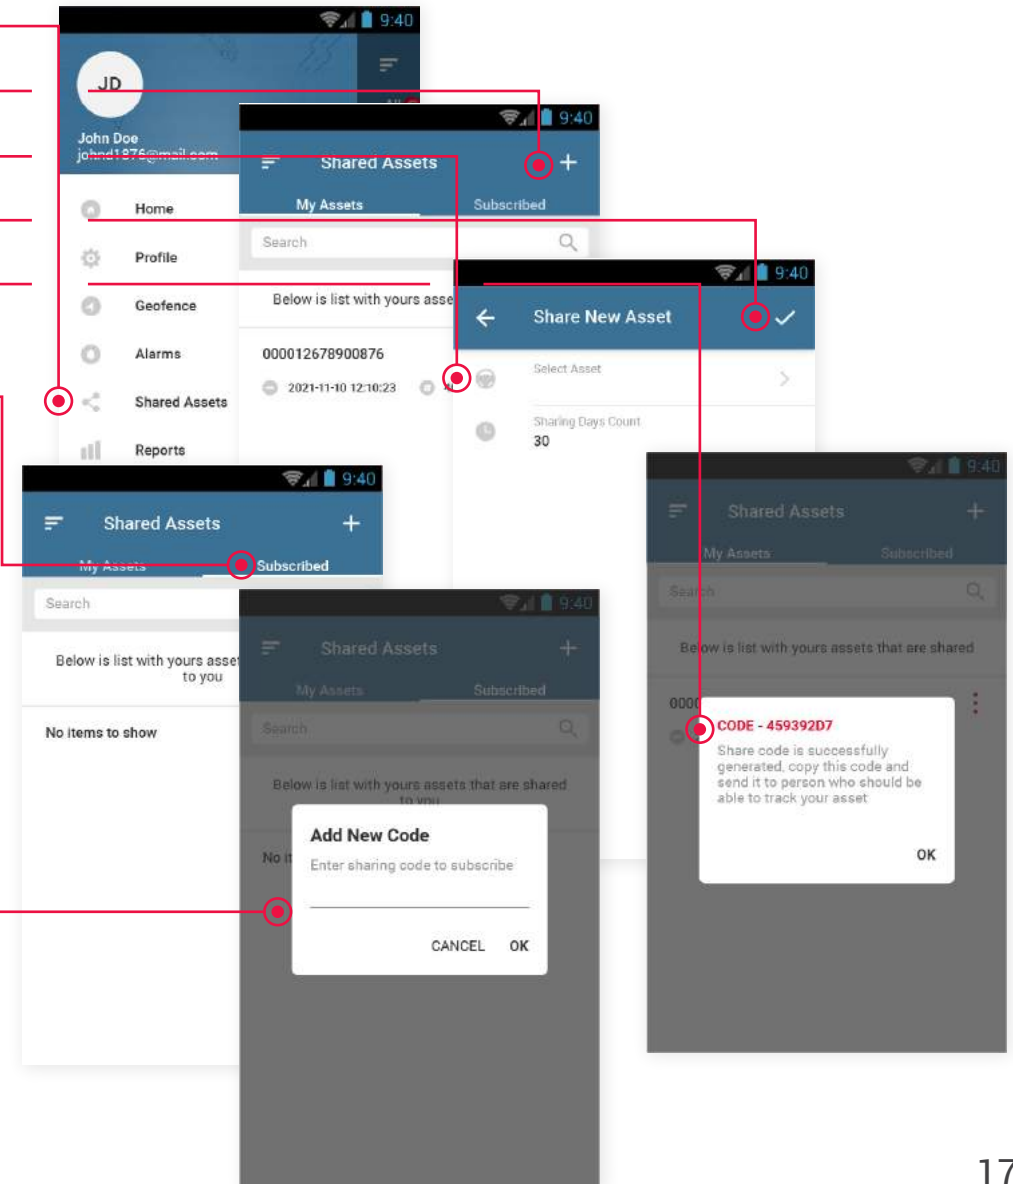 9:40
JD
John Doe
johnd1876@mail.com
Home
Profile
Geofence
Alarms
Shared Assets
Reports
9:40
Shared Assets
+
My Assets
Subscribed
Search
Below is list with yours asse
000012678900876
2021-11-10 12:10:23
9:40
Share New Asset
Select Asset
Sharing Days Count
30
9:40
Shared Assets
+
My Assets
Subscribed
Search
Below is list with yours asset
to you
No items to show
9:40
Shared Assets
+
My Assets
Subscribed
Search
Below is list with yours assets that are shared
to you
No it
Add New Code
Enter sharing code to subscribe
CANCEL OK
9:40
Shared Assets
+
My Assets
Subscribed
Search
Below is list with yours assets that are shared
0000
CODE - 459392D7
Share code is successfully
generated, copy this code and
send it to person who should be
able to track your asset
OK
17